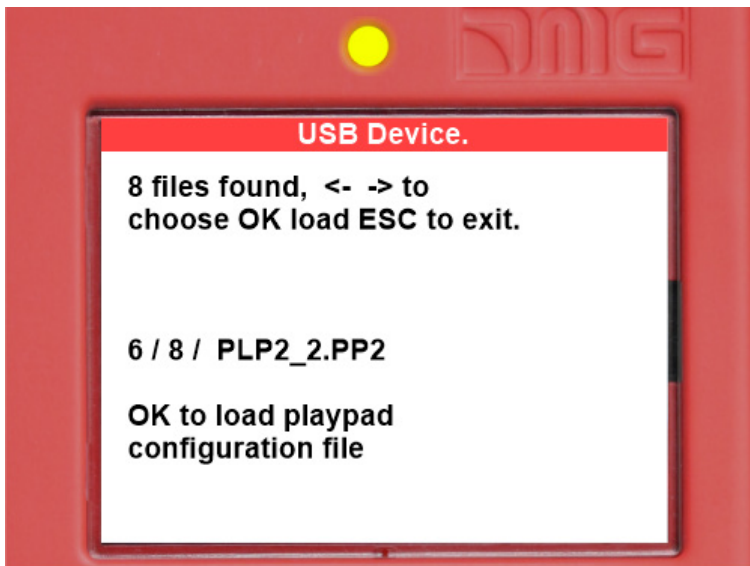 DMG
USB Device.
8 files found, <- -> to
choose OK load ESC to exit.
6 / 8 / PLP2_2.PP2
OK to load playpad
configuration file